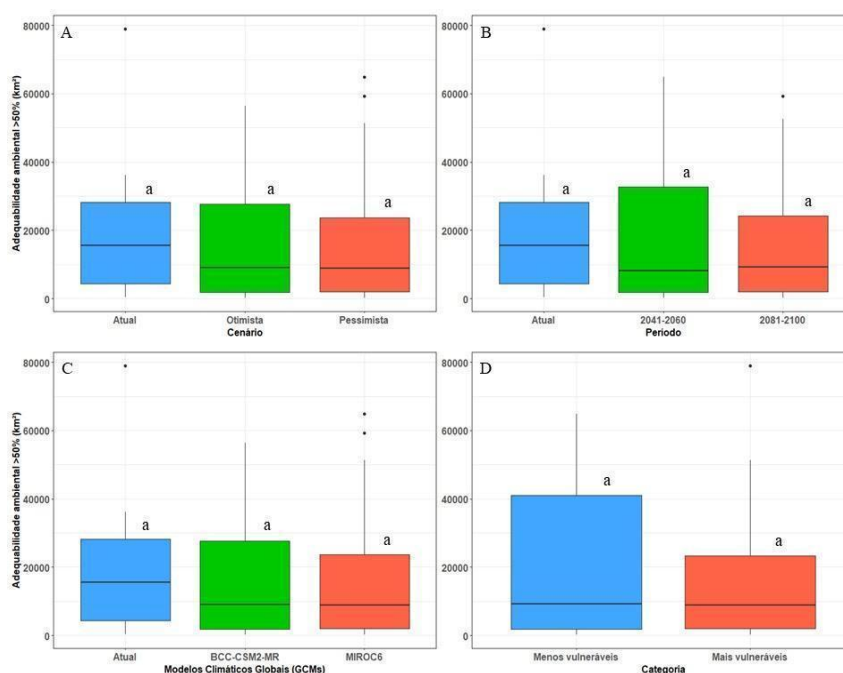 A
B
Adequabilidade ambiental >50% (km²)
80000
60000
40000
20000
0
a
a
a
Atual
Otimista
Pessimista
Cenário
80000
60000
40000
20000
0
a
a
a
Atual
2041-2060
2081-2100
Período
C
D
Adequabilidade ambiental >50% (km²)
80000
60000
40000
20000
0
a
a
a
Atual
BCC-CSM2-MR
MIROC6
Modelos Climáticos Globais (GCMs)
80000
60000
40000
20000
0
a
a
Menos vulneráveis
Mais vulneráveis
Categoria